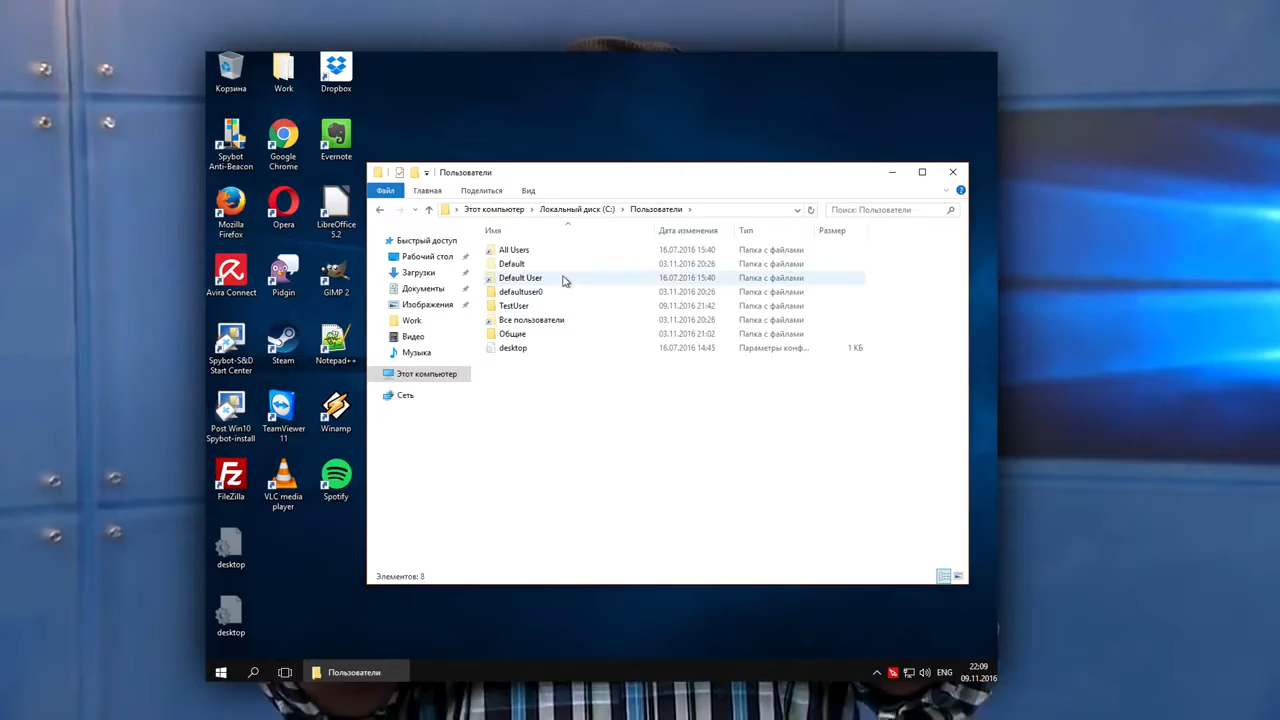 Корзина
Work
Dropbox
Spybot
Anti-Beacon
Google
Chrome
Evernote
Mozilla
Firefox
Opera
LibreOffice
5.2
Avira Connect
Pidgin
GIMP 2
Spybot-S&D
Start Center
Steam
Notepad++
Post Win10
Spybot-install
TeamViewer
11
Winamp
FileZilla
VLC media
player
Spotify
desktop
desktop
Пользователи
Файл
Главная
Поделиться
Вид
Этот компьютер
Локальный диск (C:)
Пользователи
Поиск: Пользователи
Имя
Дата изменения
Тип
Размер
Быстрый доступ
Рабочий стол
Загрузки
Документы
Изображения
Work
Видео
Музыка
Этот компьютер
Сеть
All Users 16.07.2016 15:40 Папка с файлами
Default 03.11.2016 20:26 Папка с файлами
Default User 16.07.2016 15:40 Папка с файлами
defaultuser0 03.11.2016 20:26 Папка с файлами
TestUser 09.11.2016 21:42 Папка с файлами
Все пользователи 03.11.2016 20:26 Папка с файлами
Общие 03.11.2016 21:02 Папка с файлами
desktop 16.07.2016 14:45 Параметры конф... 1 КБ
Элементов: 8
Пользователи
ENG
22:09
09.11.2016